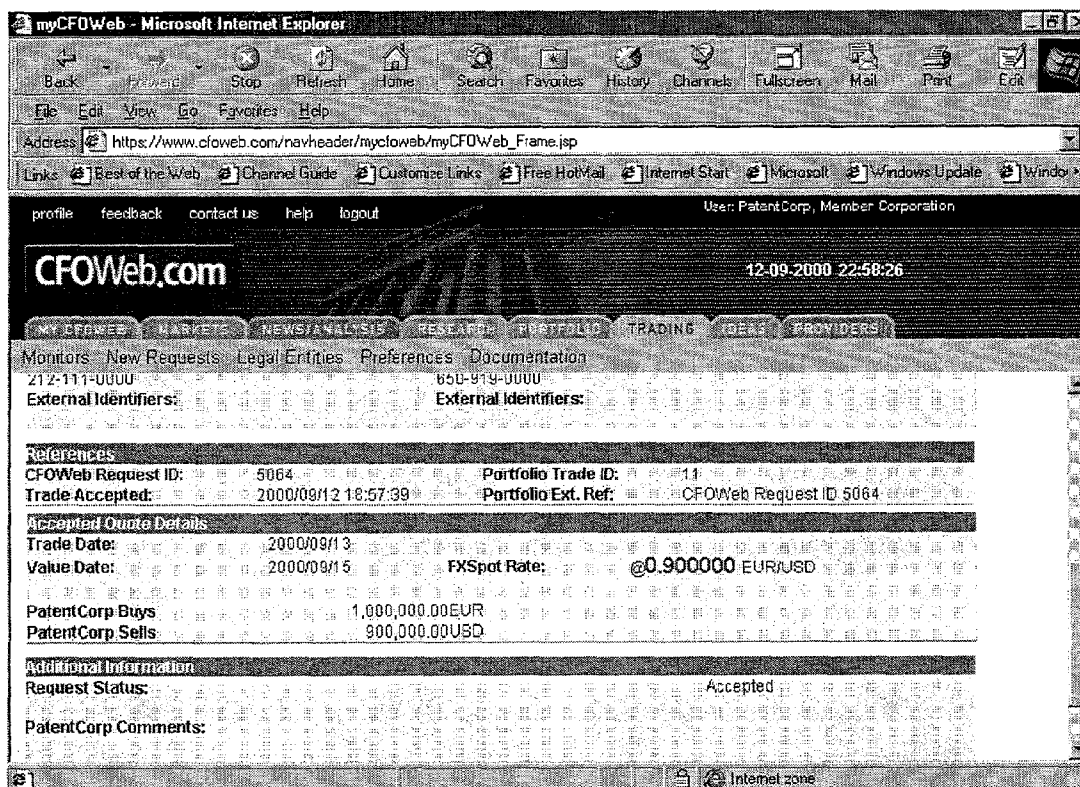 myCFOWeb - Microsoft Internet Explorer
Back Forward Stop Refresh Home Search Favorites History Channels Fullscreen Mail Print Edit
File Edit View Go Favorites Help
Address https://www.cfoweb.com/navheader/mycfoweb/myCFOWeb_Frame.jsp
Links Best of the Web Channel Guide Customize Links Free HotMail Internet Start Microsoft Windows Update Window
profile feedback contact us help logout User: PatentCorp, Member Corporation
CFOWeb.com 12-09-2000 22:58:26
MY CFOWEB MARKETS NEWS/ANALYSIS RESEARCH PORTFOLIO TRADING IDEAS PROVIDERS
Monitors New Requests Legal Entities Preferences Documentation
212-111-0000 650-919-0000
External Identifiers: External Identifiers:
References
CFOWeb Request ID: 5064 Portfolio Trade ID: 11
Trade Accepted: 2000/09/12 18:57:39 Portfolio Ext. Ref: CFOWeb Request ID 5064
Accepted Quote Details
Trade Date: 2000/09/13
Value Date: 2000/09/15 FXSpot Rate: @0.900000 EUR/USD
PatentCorp Buys 1,000,000.00EUR
PatentCorp Sells 900,000.00USD
Additional Information
Request Status: Accepted
PatentCorp Comments:
Internet zone